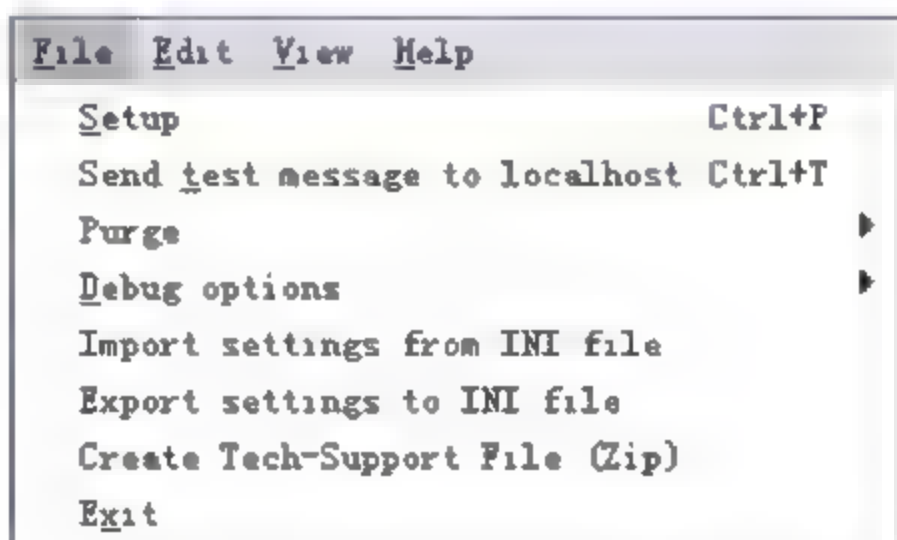 File Edit View Help
Setup Ctrl+P
Send test message to localhost Ctrl+T
Purge
Debug options
Import settings from INI file
Export settings to INI file
Create Tech-Support File (Zip)
Exit